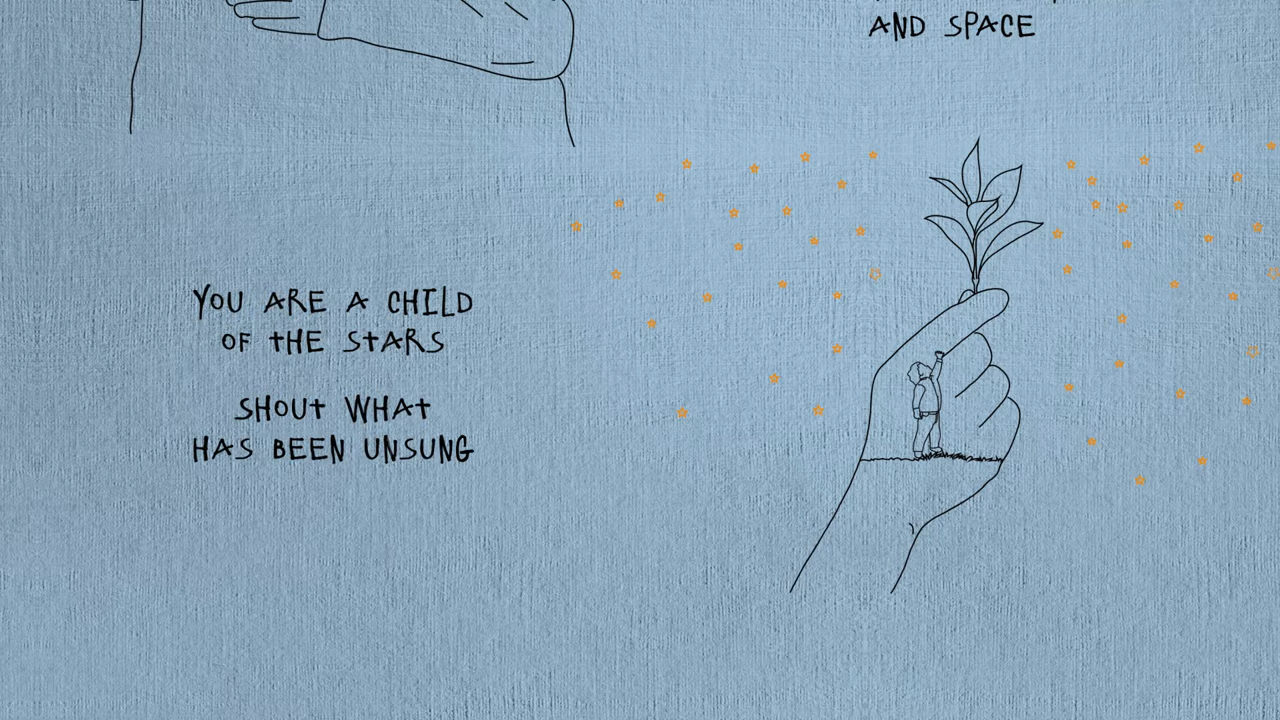 AND SPACE
YOU ARE A CHILD
OF THE STARS
SHOUT WHAT
HAS BEEN UNSUNG